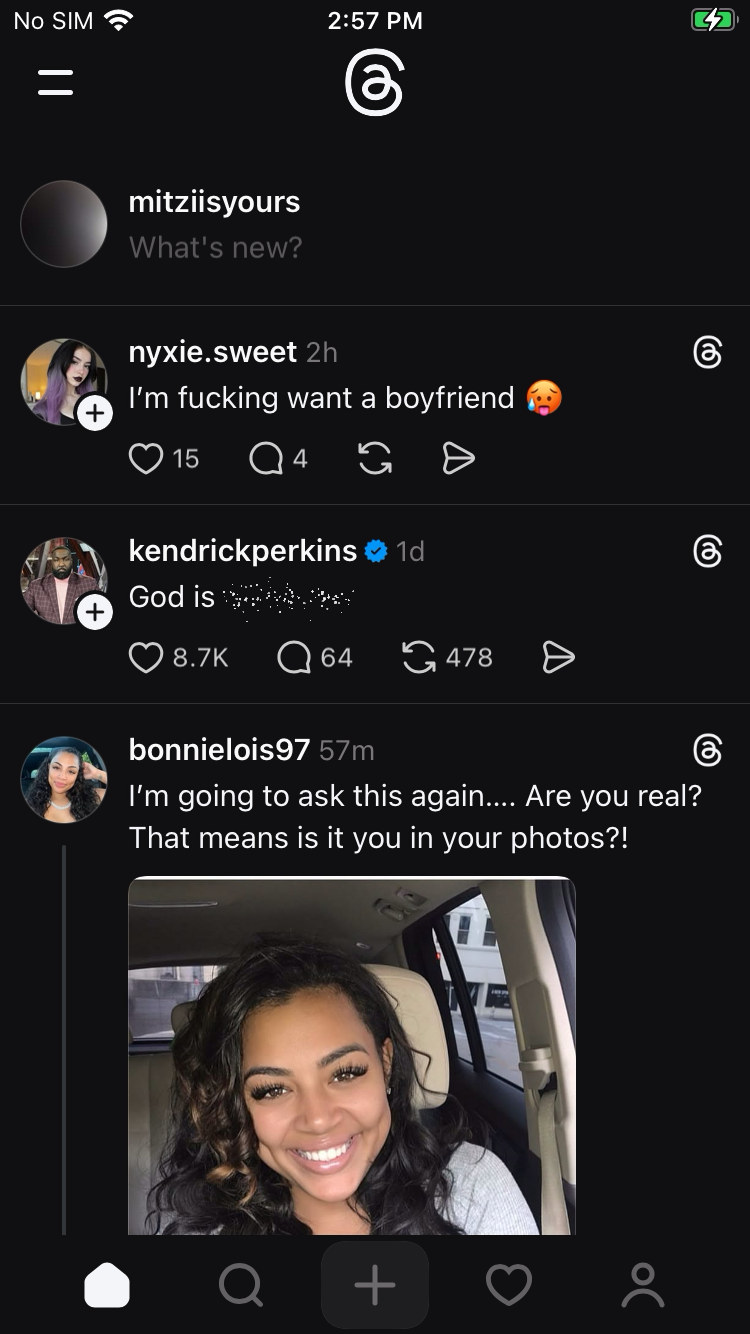 No SIM 2:57 PM
mitziisyours
What's new?
nyxie.sweet 2h
I’m fucking want a boyfriend 🥵
15 4
kendrickperkins 1d
God is
8.7K 64 478
bonnielois97 57m
I’m going to ask this again.... Are you real?
That means is it you in your photos?!